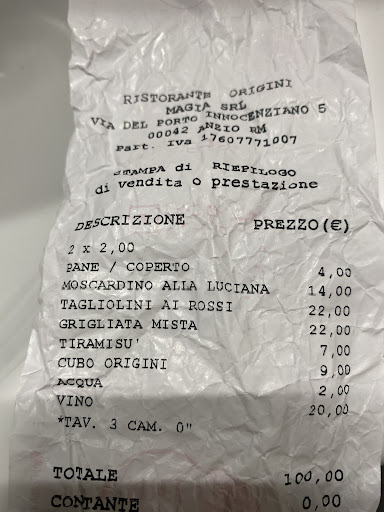 RISTORANTE ORIGINI
MAGIA SRL
VIA DEL PORTO INNOCENZIANO 5
00042 ANZIO RM
Part. Iva 17607771007
STAMPA di RIEPILOGO
di vendita o prestazione
DESCRIZIONE PREZZO(€)
2 x 2,00
PANE / COPERTO 4,00
MOSCARDINO ALLA LUCIANA 14,00
TAGLIOLINI AI ROSSI 22,00
GRIGLIATA MISTA 22,00
TIRAMISU' 7,00
CUBO ORIGINI 9,00
ACQUA 2,00
VINO 20,00
*TAV. 3 CAM. 0"
TOTALE 100,00
CONTANTE 0,00